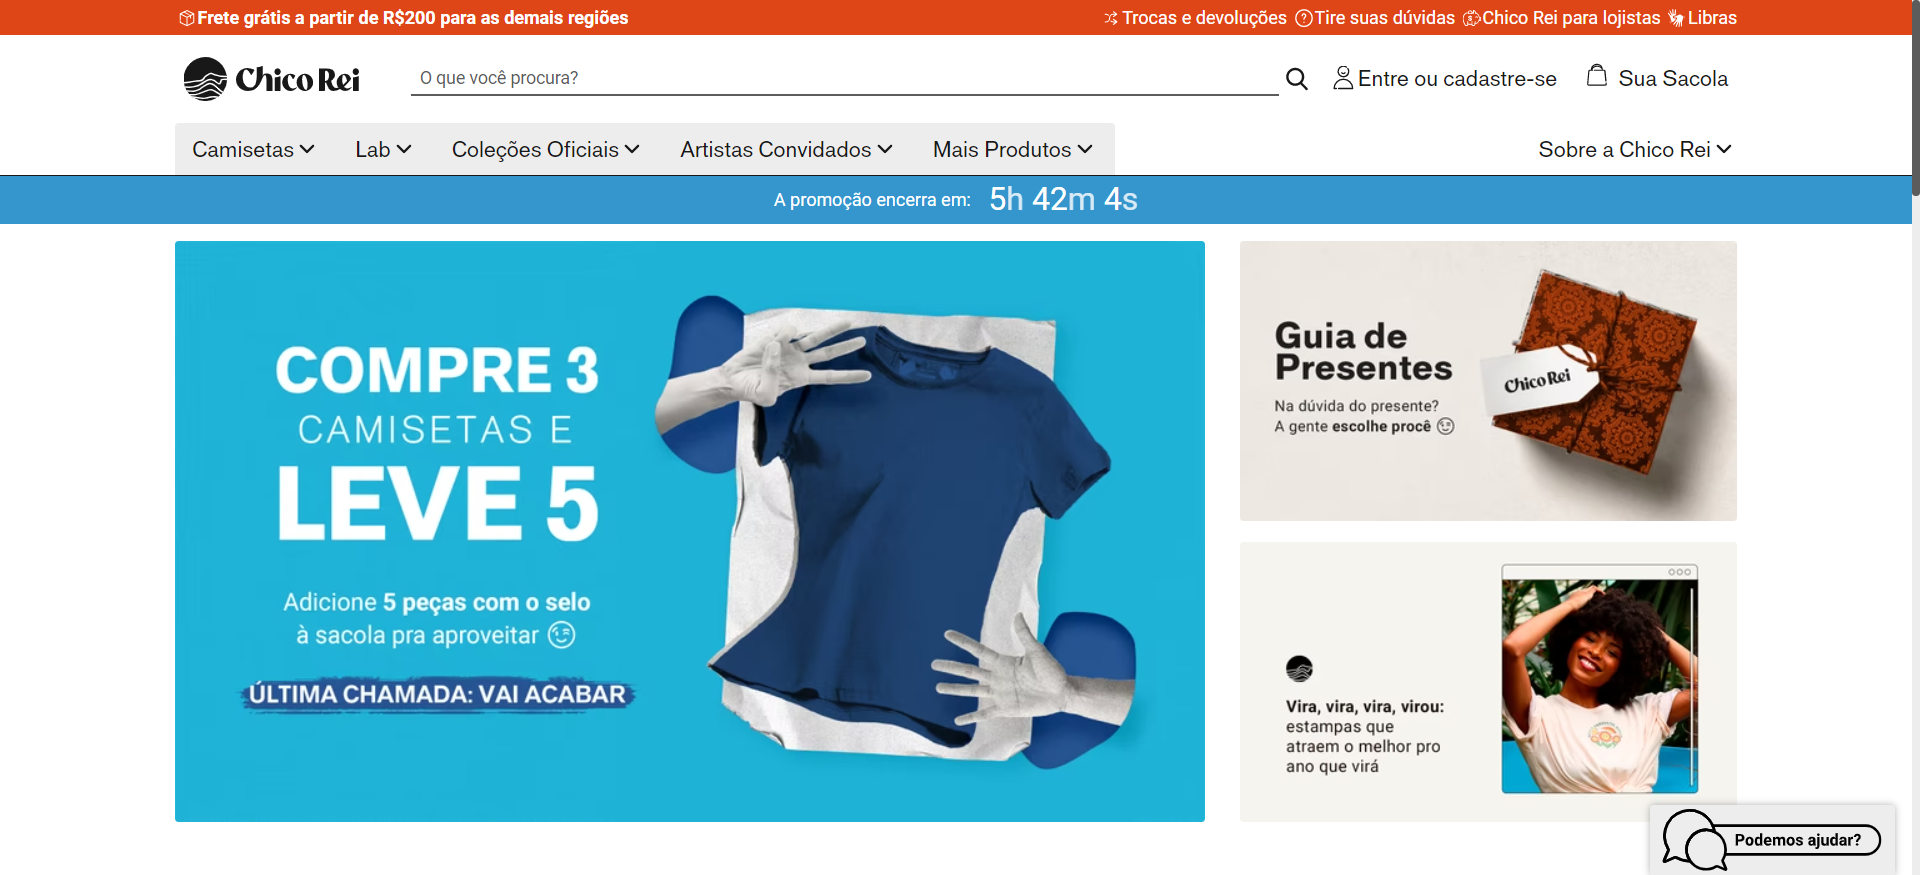 Frete grátis a partir de R$200 para as demais regiões
Trocas e devoluções Tire suas dúvidas Chico Rei para lojistas Libras
Chico Rei
O que você procura?
Entre ou cadastre-se
Sua Sacola
Camisetas Lab Coleções Oficiais Artistas Convidados Mais Produtos
Sobre a Chico Rei
A promoção encerra em: 5h 42m 4s
COMPRE 3
CAMISETAS E
LEVE 5
Adicione 5 peças com o selo
à sacola pra aproveitar
ÚLTIMA CHAMADA: VAI ACABAR
Guia de
Presentes
Na dúvida do presente?
A gente escolhe procê
Chico Rei
Vira, vira, vira, virou:
estampas que
atraem o melhor pro
ano que virá
Podemos ajudar?